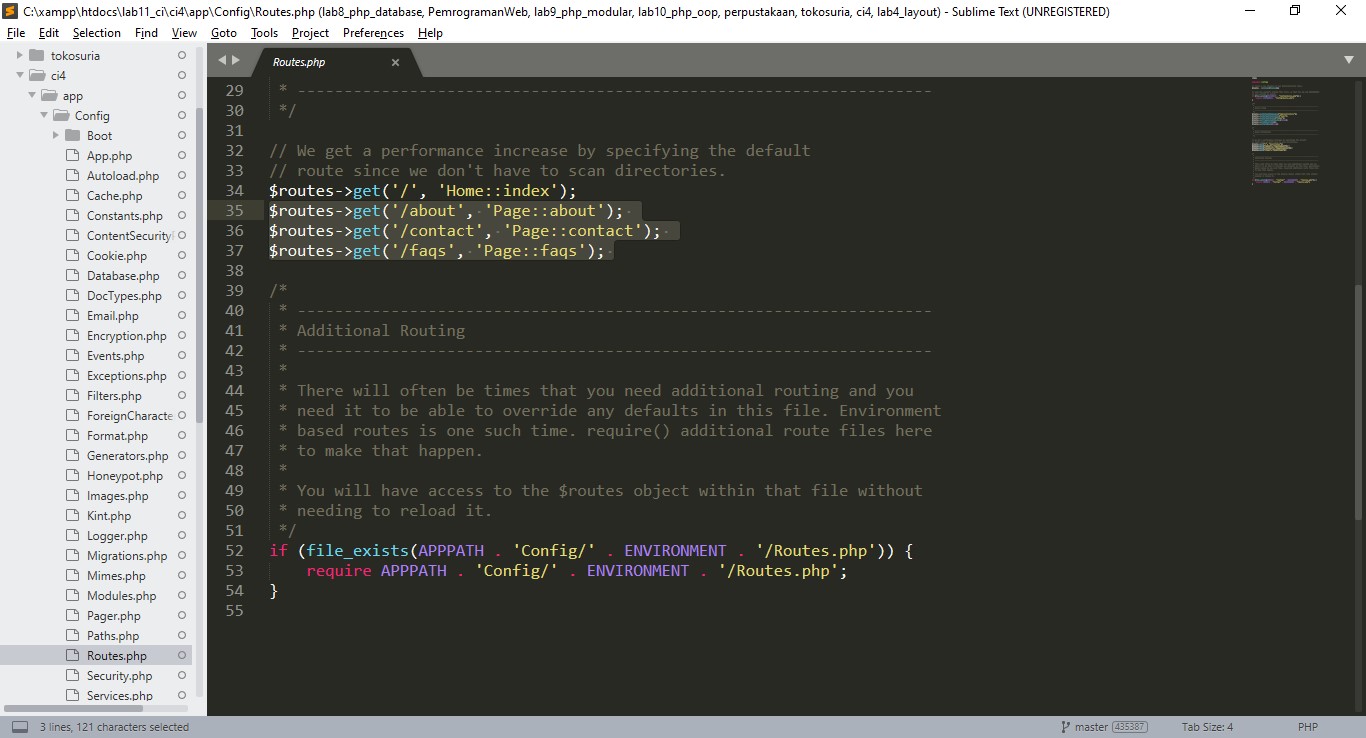 C:\xampp\htdocs\lab11_ci\ci4\app\Config\Routes.php (lab8_php_database, PemrogramanWeb, lab9_php_modular, lab10_php_oop, perpustakaan, tokosuria, ci4, lab4_layout) - Sublime Text (UNREGISTERED)
File Edit Selection Find View Goto Tools Project Preferences Help
tokosuria
ci4
app
Config
Boot
App.php
Autoload.php
Cache.php
Constants.php
ContentSecurity
Cookie.php
Database.php
DocTypes.php
Email.php
Encryption.php
Events.php
Exceptions.php
Filters.php
ForeignCharacte
Format.php
Generators.php
Honeypot.php
Images.php
Kint.php
Logger.php
Migrations.php
Mimes.php
Modules.php
Pager.php
Paths.php
Routes.php
Security.php
Services.php
Routes.php
29 * --------------------------------------------------------------------
30 */
31
32 // We get a performance increase by specifying the default
33 // route since we don't have to scan directories.
34 $routes->get('/', 'Home::index');
35 $routes->get('/about', 'Page::about');
36 $routes->get('/contact', 'Page::contact');
37 $routes->get('/faqs', 'Page::faqs');
38
39 /*
40 * --------------------------------------------------------------------
41 * Additional Routing
42 * --------------------------------------------------------------------
43 *
44 * There will often be times that you need additional routing and you
45 * need it to be able to override any defaults in this file. Environment
46 * based routes is one such time. require() additional route files here
47 * to make that happen.
48 *
49 * You will have access to the $routes object within that file without
50 * needing to reload it.
51 */
52 if (file_exists(APPPATH . 'Config/' . ENVIRONMENT . '/Routes.php')) {
53 require APPPATH . 'Config/' . ENVIRONMENT . '/Routes.php';
54 }
55
3 lines, 121 characters selected
master 435387 Tab Size: 4 PHP